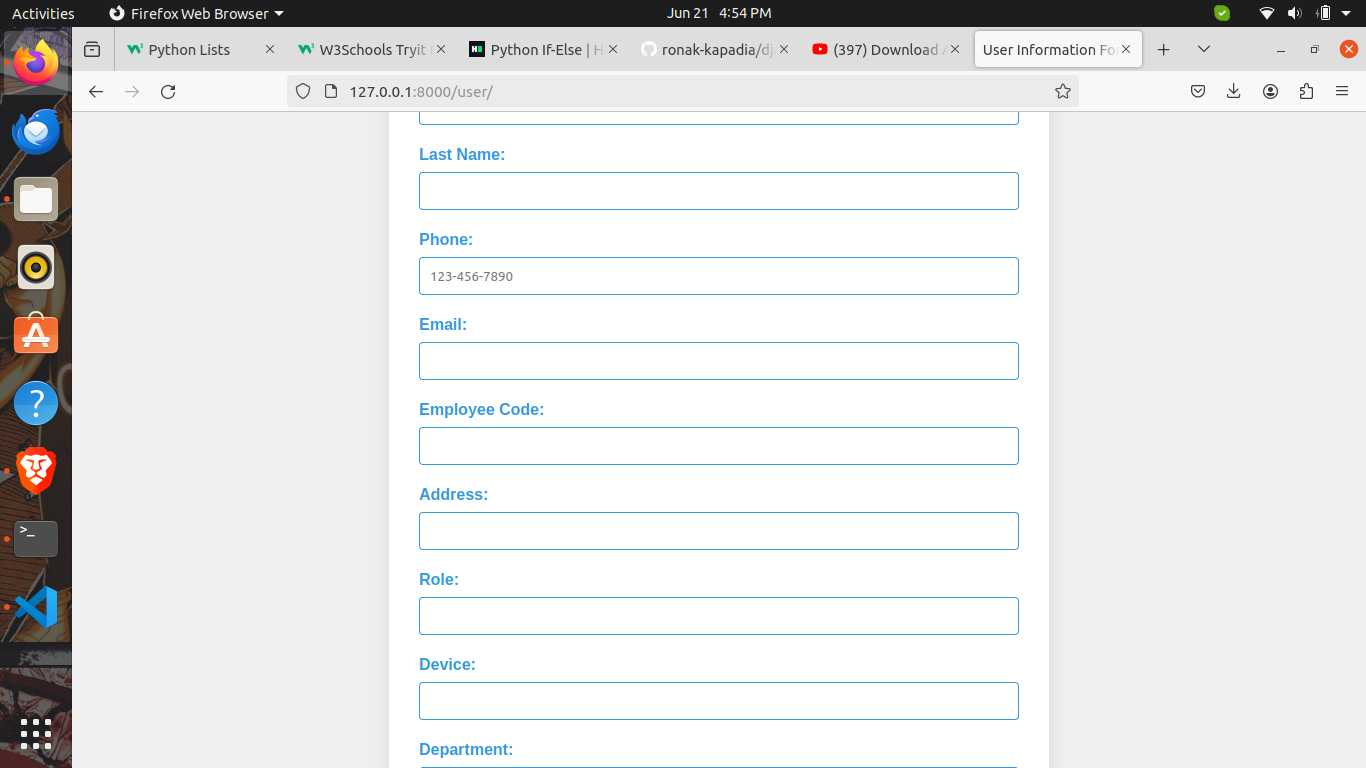 Activities Firefox Web Browser Jun 21 4:54 PM
Python Lists W3Schools Tryit Python If-Else | H ronak-kapadia/dj (397) Download User Information Fo
127.0.0.1:8000/user/
Last Name:
Phone:
123-456-7890
Email:
Employee Code:
Address:
Role:
Device:
Department: